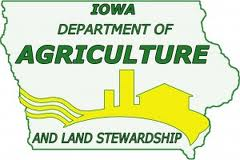 IOWA
DEPARTMENT OF
AGRICULTURE
AND LAND STEWARDSHIP